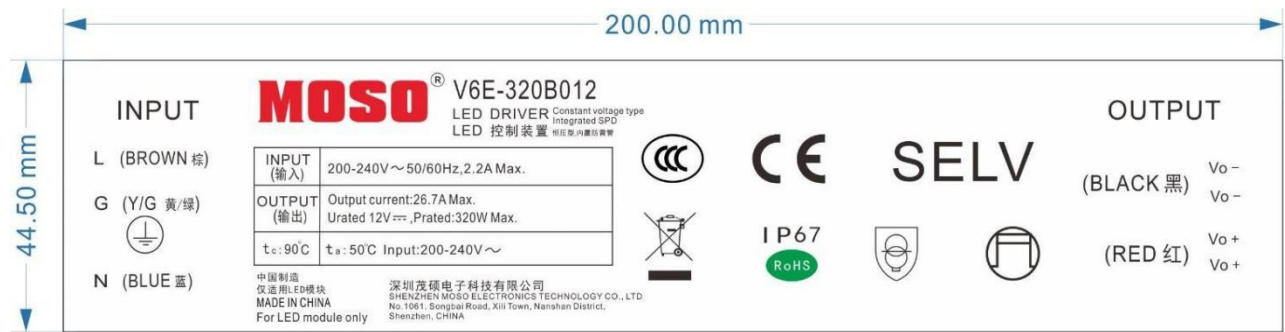 200.00 mm
44.50 mm
INPUT
L (BROWN 棕)
G (Y/G 黄/绿)
N (BLUE 蓝)
MOSO®
V6E-320B012
LED DRIVER Constant voltage type
Integrated SPD
LED 控制装置 恒压型,内置防雷管
INPUT
(输入)
200-240V～50/60Hz,2.2A Max.
OUTPUT
(输出)
Output current:26.7A Max.
Urated 12V⎓,Prated:320W Max.
tc:90℃
ta:50℃ Input:200-240V～
中国制造
仅适用LED模块
MADE IN CHINA
For LED module only
深圳茂硕电子科技有限公司
SHENZHEN MOSO ELECTRONICS TECHNOLOGY CO., LTD
No.1061, Songbai Road, Xili Town, Nanshan District,
Shenzhen, CHINA
CCC
CE
SELV
IP67
RoHS
OUTPUT
(BLACK 黑)
Vo -
Vo -
(RED 红)
Vo +
Vo +